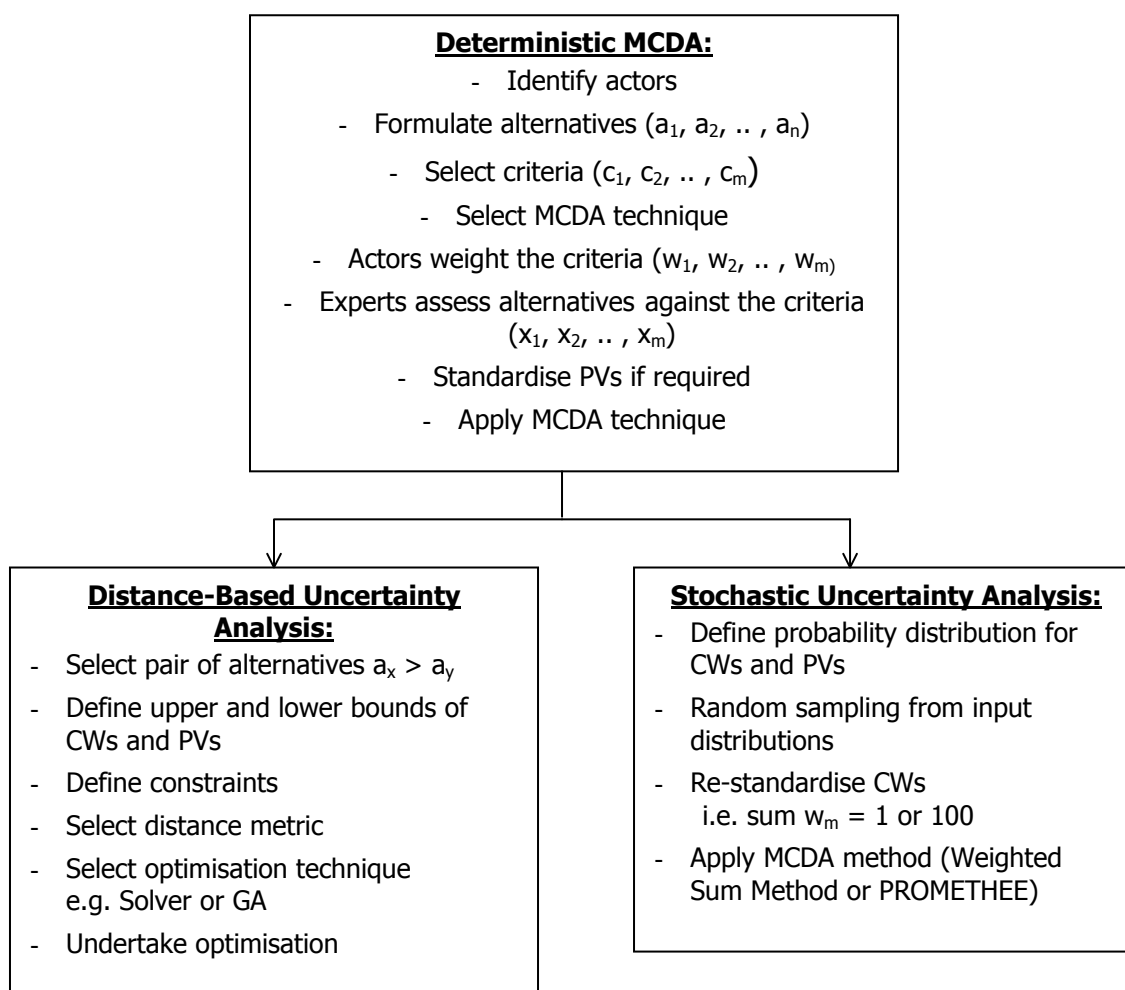 Deterministic MCDA:
- Identify actors
- Formulate alternatives (a₁, a₂, .. , aₙ)
- Select criteria (c₁, c₂, .. , cₘ)
- Select MCDA technique
- Actors weight the criteria (w₁, w₂, .. , wₘ)
- Experts assess alternatives against the criteria
(x₁, x₂, .. , xₘ)
- Standardise PVs if required
- Apply MCDA technique
Distance-Based Uncertainty
Analysis:
- Select pair of alternatives aₓ > a_y
- Define upper and lower bounds of
CWs and PVs
- Define constraints
- Select distance metric
- Select optimisation technique
e.g. Solver or GA
- Undertake optimisation
Stochastic Uncertainty Analysis:
- Define probability distribution for
CWs and PVs
- Random sampling from input
distributions
- Re-standardise CWs
i.e. sum wₘ = 1 or 100
- Apply MCDA method (Weighted
Sum Method or PROMETHEE)